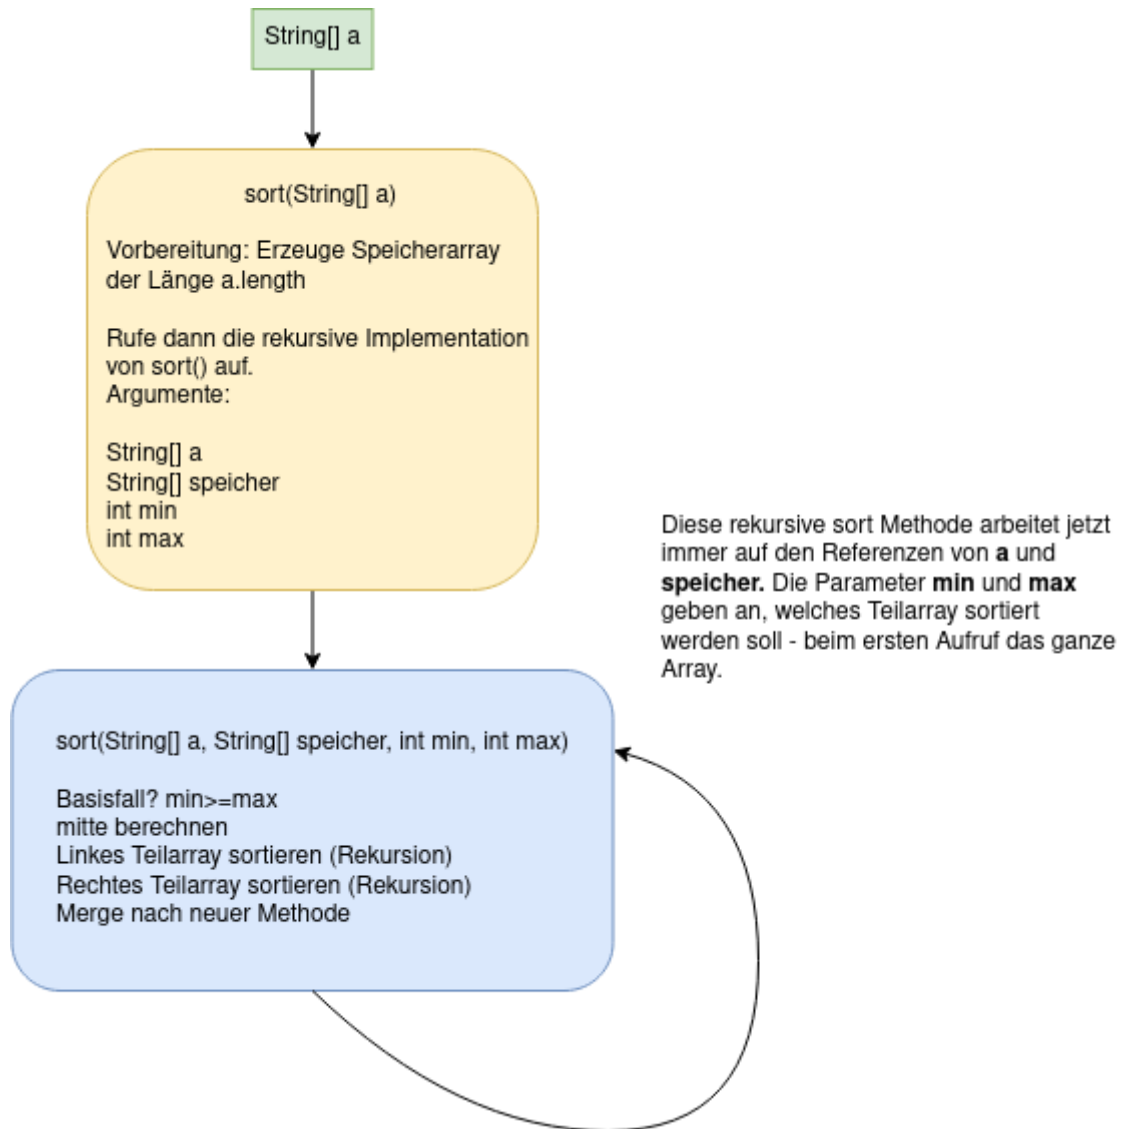 String[] a
sort(String[] a)
Vorbereitung: Erzeuge Speicherarray
der Länge a.length
Rufe dann die rekursive Implementation
von sort() auf.
Argumente:
String[] a
String[] speicher
int min
int max
Diese rekursive sort Methode arbeitet jetzt
immer auf den Referenzen von a und
speicher. Die Parameter min und max
geben an, welches Teilarray sortiert
werden soll - beim ersten Aufruf das ganze
Array.
sort(String[] a, String[] speicher, int min, int max)
Basisfall? min>=max
mitte berechnen
Linkes Teilarray sortieren (Rekursion)
Rechtes Teilarray sortieren (Rekursion)
Merge nach neuer Methode